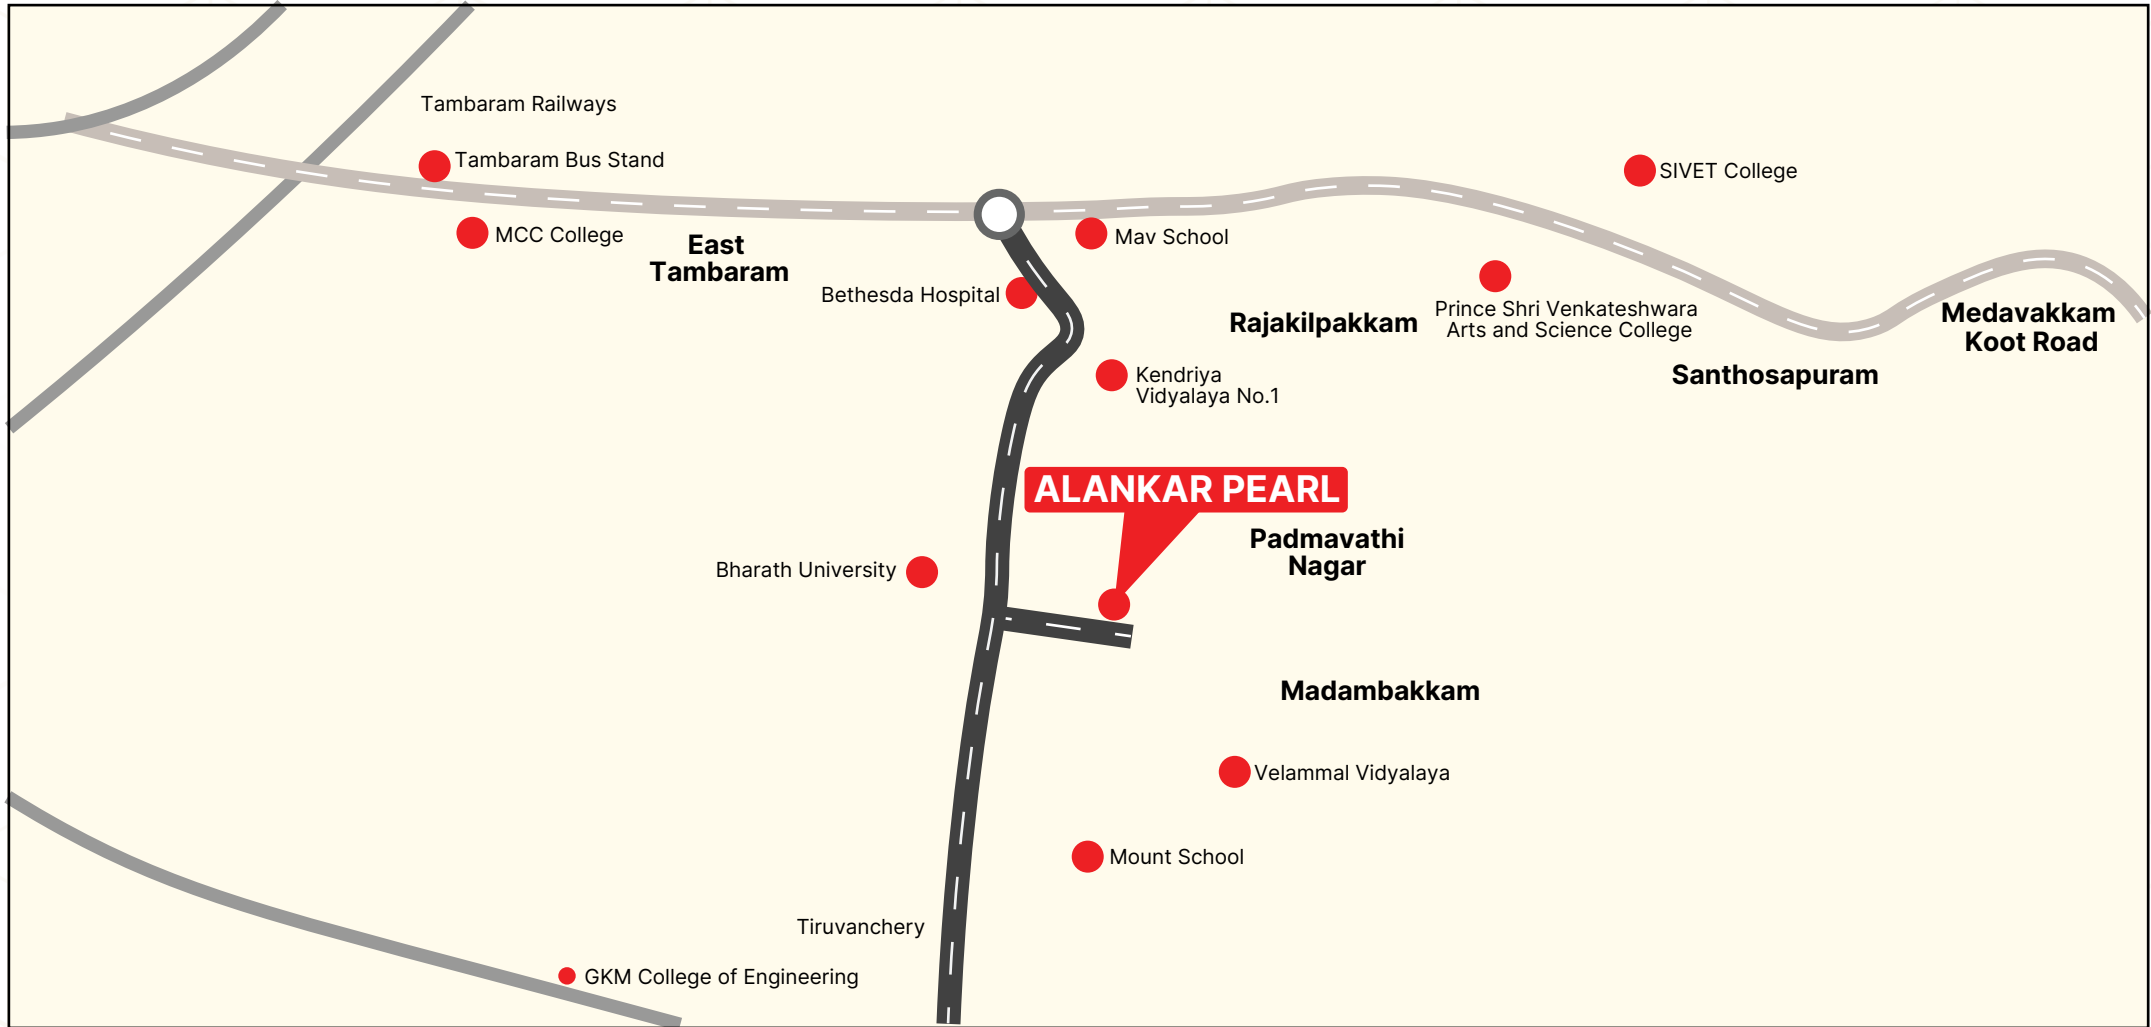 Tambaram Railways
Tambaram Bus Stand
SIVET College
MCC College
Mav School
East
Tambaram
Bethesda Hospital
Rajakilpakkam
Prince Shri Venkateshwara
Arts and Science College
Medavakkam
Koot Road
Santhosapuram
Kendriya
Vidyalaya No.1
ALANKAR PEARL
Padmavathi
Nagar
Bharath University
Madambakkam
Velammal Vidyalaya
Mount School
Tiruvanchery
GKM College of Engineering